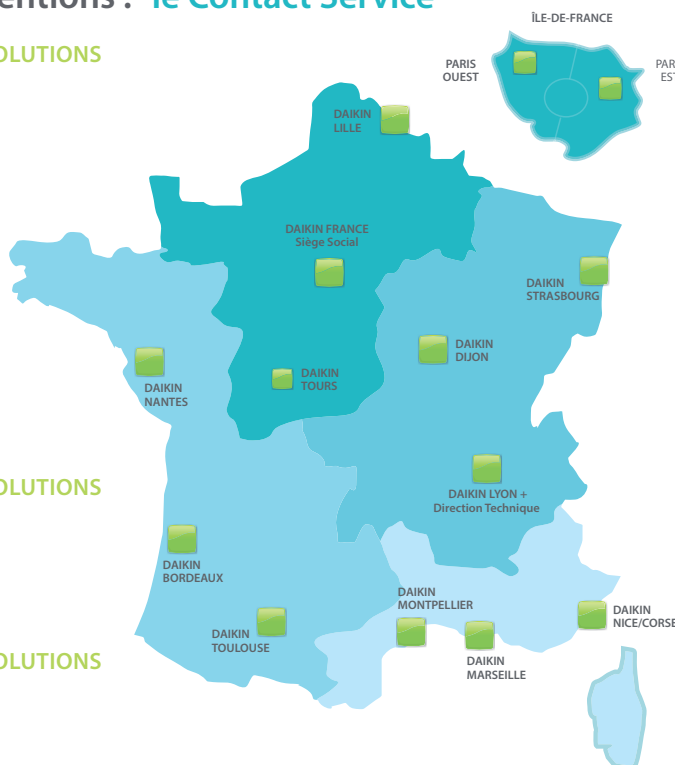 entions : le Contact Service
ÎLE-DE-FRANCE
OLUTIONS
PARIS
OUEST
PAR
EST
DAIKIN
LILLE
DAIKIN FRANCE
Siège Social
DAIKIN
STRASBOURG
DAIKIN
DIJON
DAIKIN
TOURS
DAIKIN
NANTES
OLUTIONS
DAIKIN LYON +
Direction Technique
DAIKIN
BORDEAUX
DAIKIN
MONTPELLIER
DAIKIN
NICE/CORSE
DAIKIN
TOULOUSE
OLUTIONS
DAIKIN
MARSEILLE